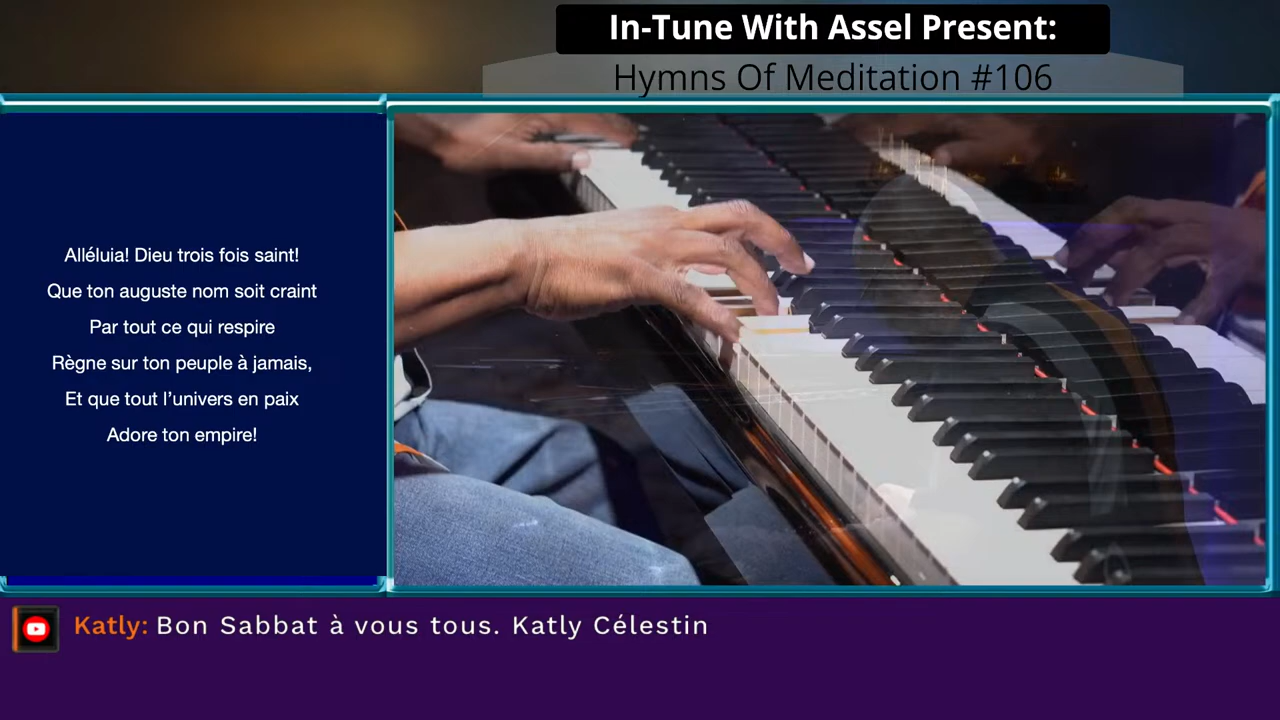 In-Tune With Assel Present:
Hymns Of Meditation #106
Alléluia! Dieu trois fois saint!
Que ton auguste nom soit craint
Par tout ce qui respire
Règne sur ton peuple à jamais,
Et que tout l’univers en paix
Adore ton empire!
Katly: Bon Sabbat à vous tous. Katly Célestin